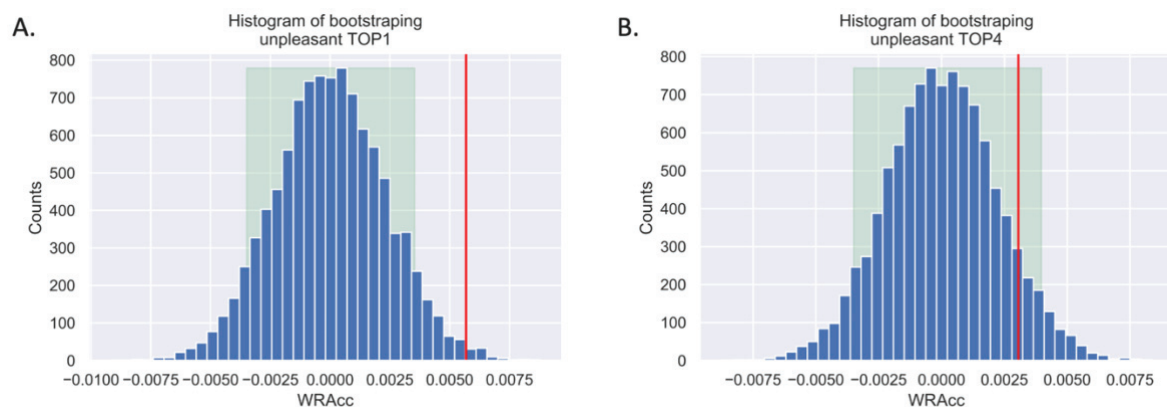 A.
Histogram of bootstraping
unpleasant TOP1
800
700
600
500
400
300
200
100
0
Counts
−0.0100 −0.0075 −0.0050 −0.0025 0.0000 0.0025 0.0050 0.0075
WRAcc
B.
Histogram of bootstraping
unpleasant TOP4
800
700
600
500
400
300
200
100
0
Counts
−0.0075 −0.0050 −0.0025 0.0000 0.0025 0.0050 0.0075
WRAcc